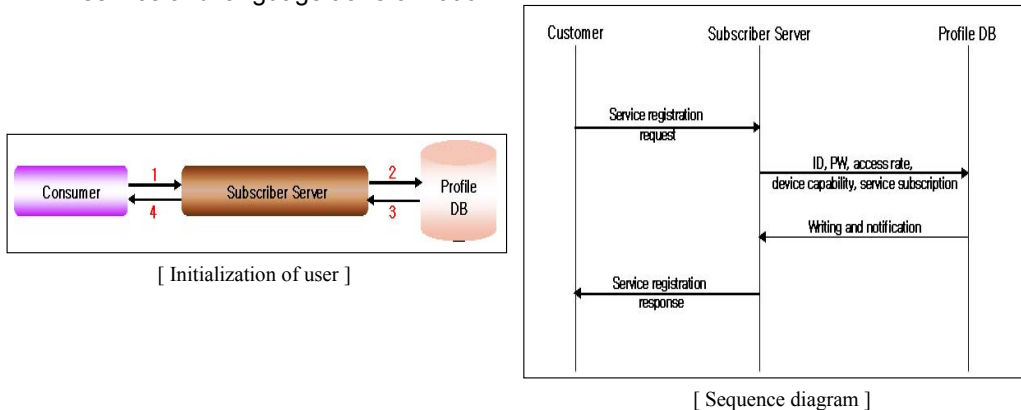 Consumer
1
4
Subscriber Server
2
3
Profile
DB
[ Initialization of user ]
Customer
Subscriber Server
Profile DB
Service registration
request
ID, PW, access rate,
device capability, service subscription
Writing and notification
Service registration
response
[ Sequence diagram ]